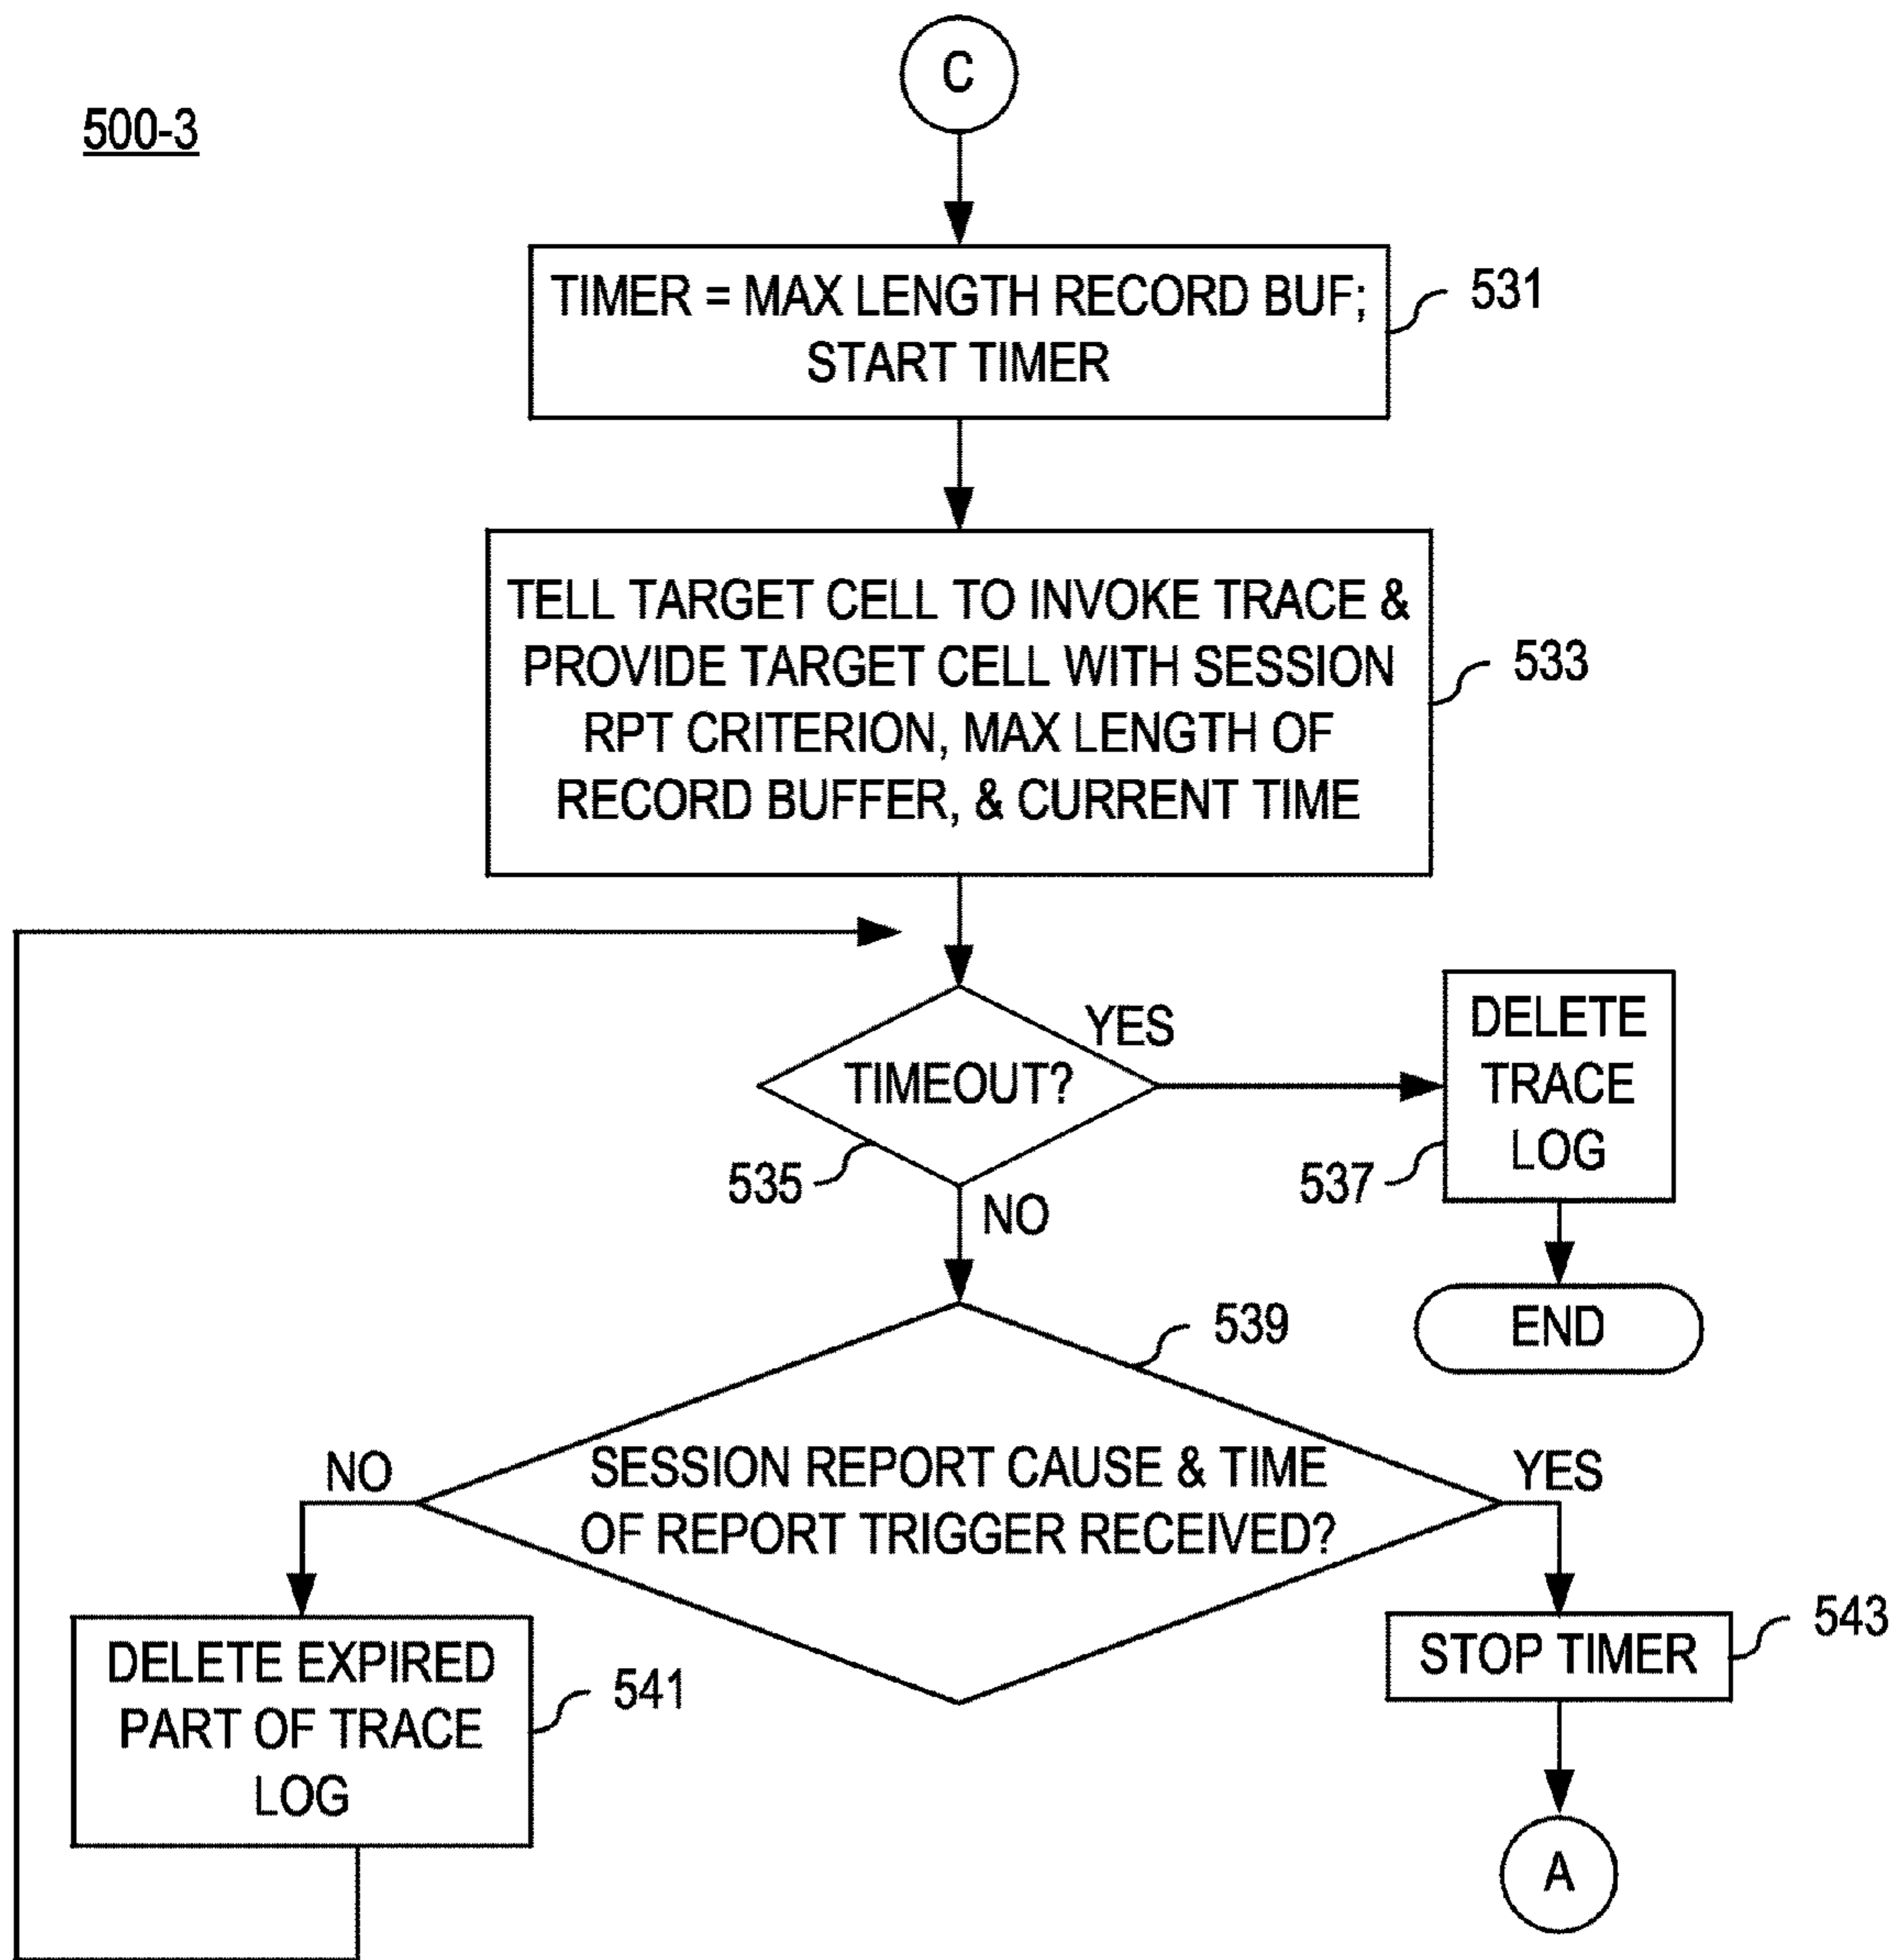 C
500-3
TIMER = MAX LENGTH RECORD BUF;
START TIMER
531
TELL TARGET CELL TO INVOKE TRACE &
PROVIDE TARGET CELL WITH SESSION
RPT CRITERION, MAX LENGTH OF
RECORD BUFFER, & CURRENT TIME
533
TIMEOUT?
YES
535
NO
DELETE
TRACE
LOG
537
END
539
SESSION REPORT CAUSE & TIME
OF REPORT TRIGGER RECEIVED?
NO
YES
DELETE EXPIRED
PART OF TRACE
LOG
541
STOP TIMER
543
A